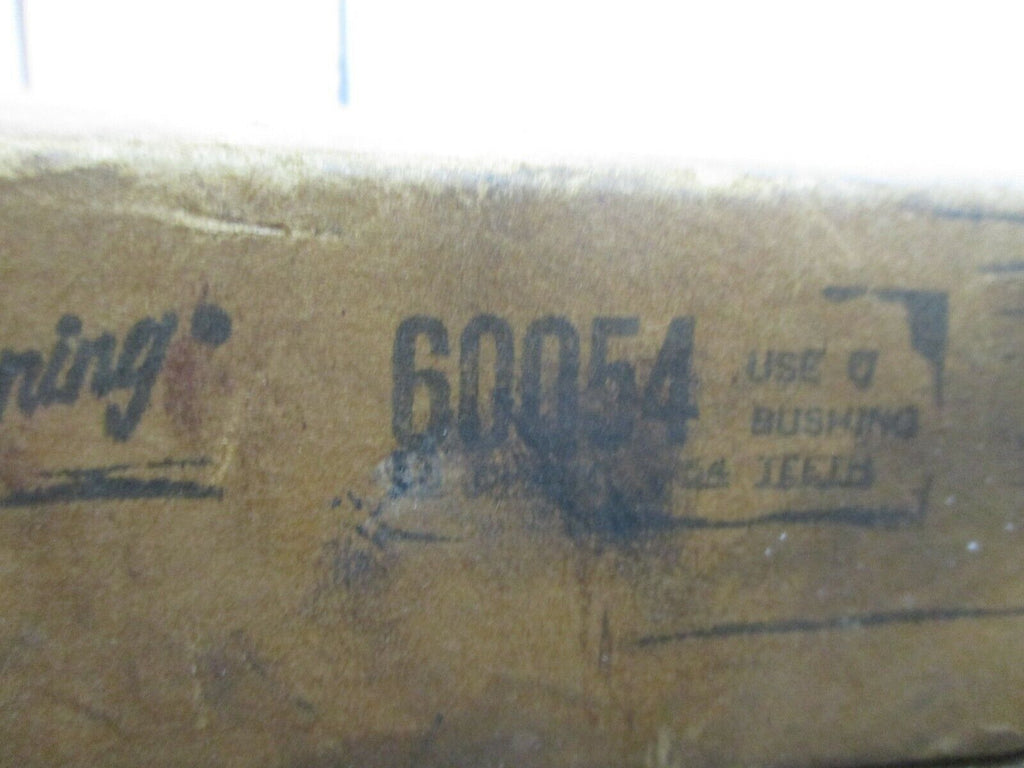 ning
60054
USE Q
BUSHING
TEETH